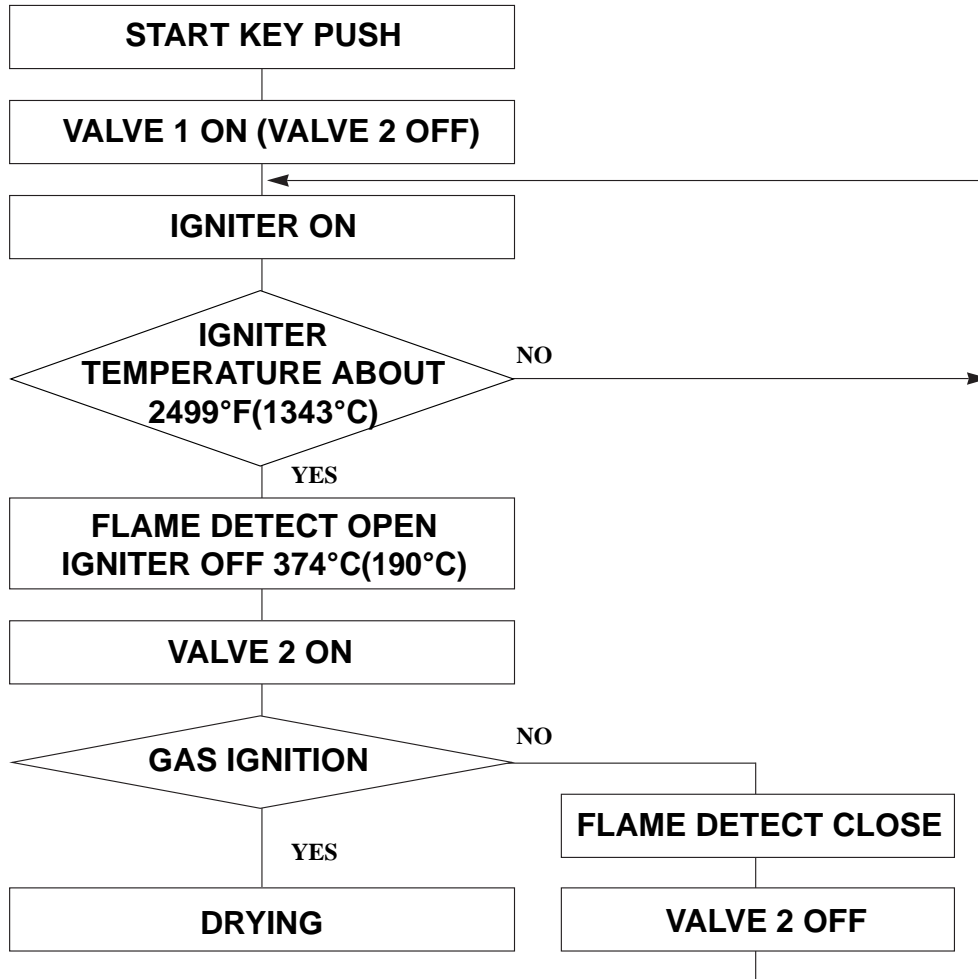 START KEY PUSH
VALVE 1 ON (VALVE 2 OFF)
IGNITER ON
IGNITER
TEMPERATURE ABOUT
2499°F(1343°C)
NO
YES
FLAME DETECT OPEN
IGNITER OFF 374°C(190°C)
VALVE 2 ON
GAS IGNITION
NO
FLAME DETECT CLOSE
YES
DRYING
VALVE 2 OFF